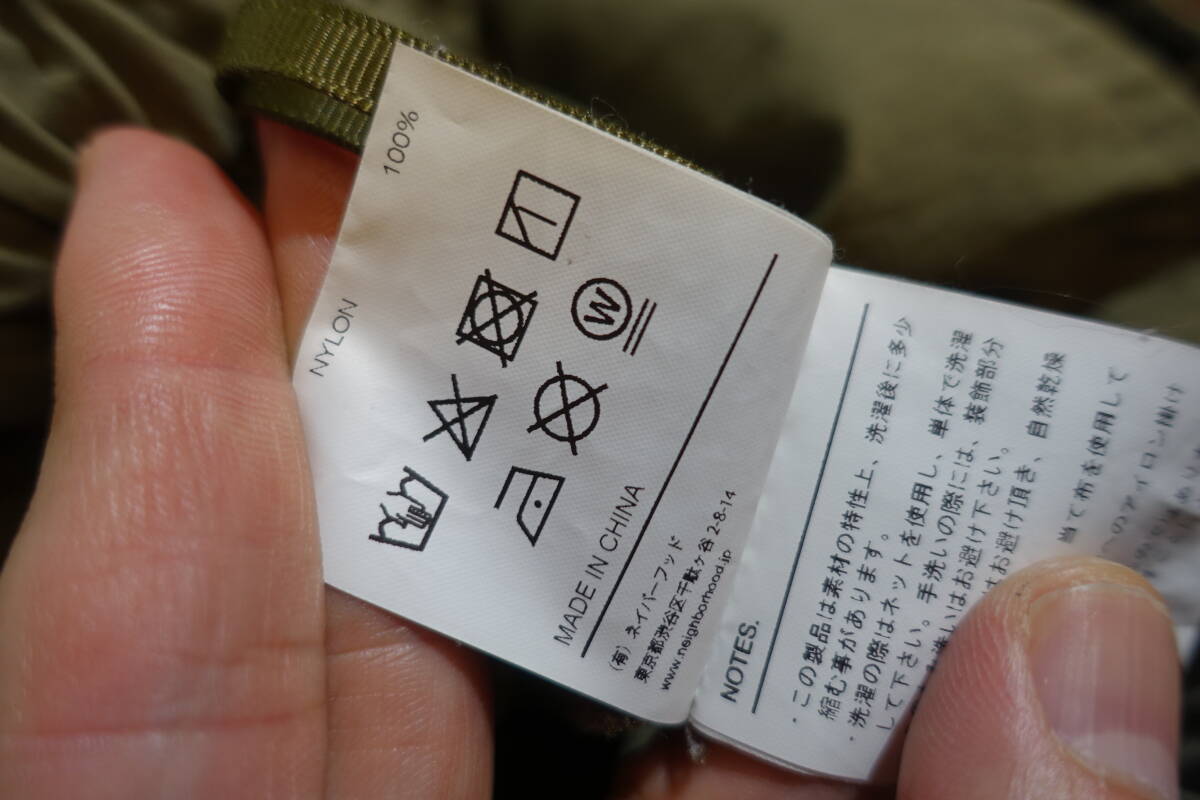 NYLON 100%
W
MADE IN CHINA
(有) ネイバーフッド
東京都渋谷区千駄ヶ谷 2-8-14
www.neighborhood.jp
NOTES.
・この製品は素材の特性上、洗濯後に多少
縮む事があります。
・洗濯の際はネットを使用し、単体で洗濯
して下さい。手洗いの際には、装飾部分
洗いはお避け下さい。
はお避け頂き、自然乾燥
当て布を使用して
のアイロン掛け